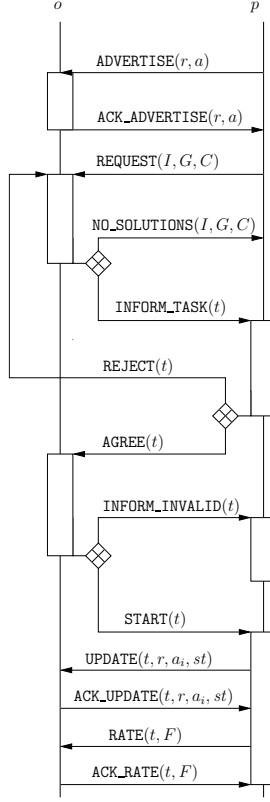 o p
ADVERTISE(r, a)
ACK_ADVERTISE(r, a)
REQUEST(I, G, C)
NO_SOLUTIONS(I, G, C)
INFORM_TASK(t)
REJECT(t)
AGREE(t)
INFORM_INVALID(t)
START(t)
UPDATE(t, r, a_i, st)
ACK_UPDATE(t, r, a_i, st)
RATE(t, F)
ACK_RATE(t, F)